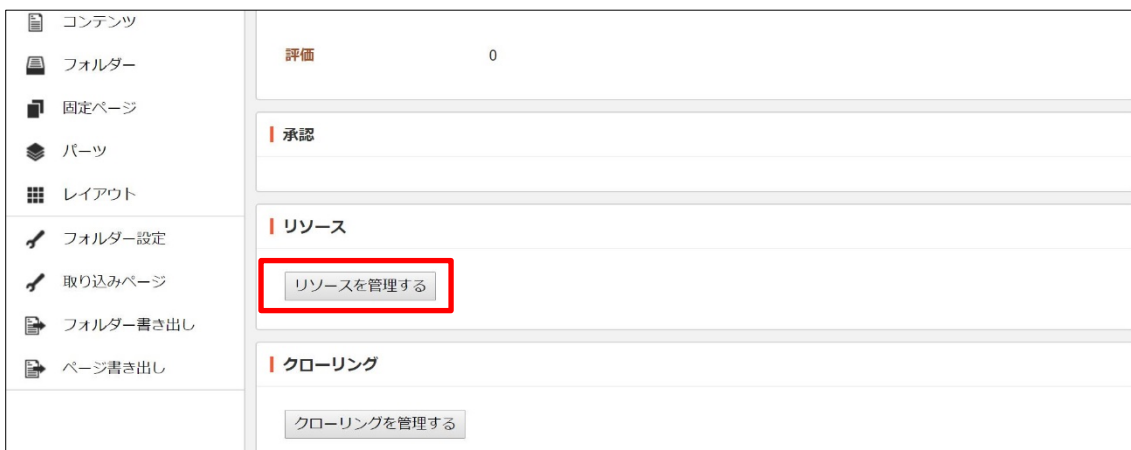 コンテンツ
フォルダー
固定ページ
パーツ
レイアウト
フォルダー設定
取り込みページ
フォルダー書き出し
ページ書き出し
評価 0
承認
リソース
リソースを管理する
クローリング
クローリングを管理する